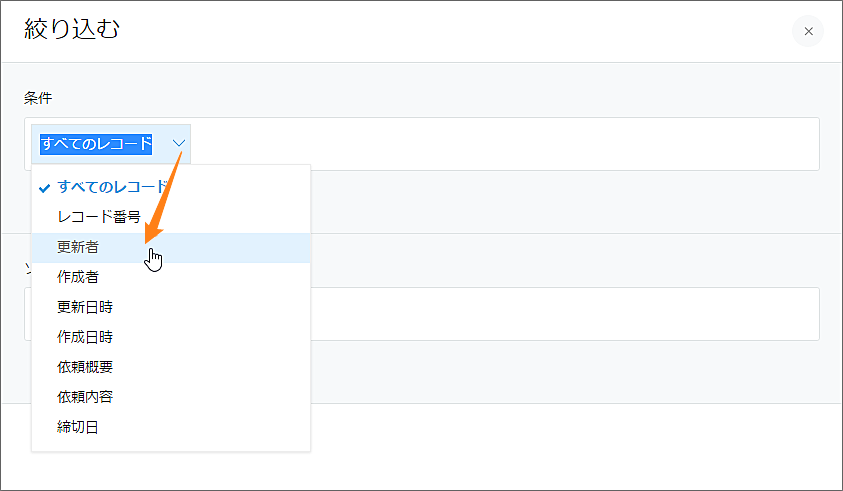 絞り込む
条件
すべてのレコード
すべてのレコード
レコード番号
更新者
作成者
更新日時
作成日時
依頼概要
依頼内容
締切日